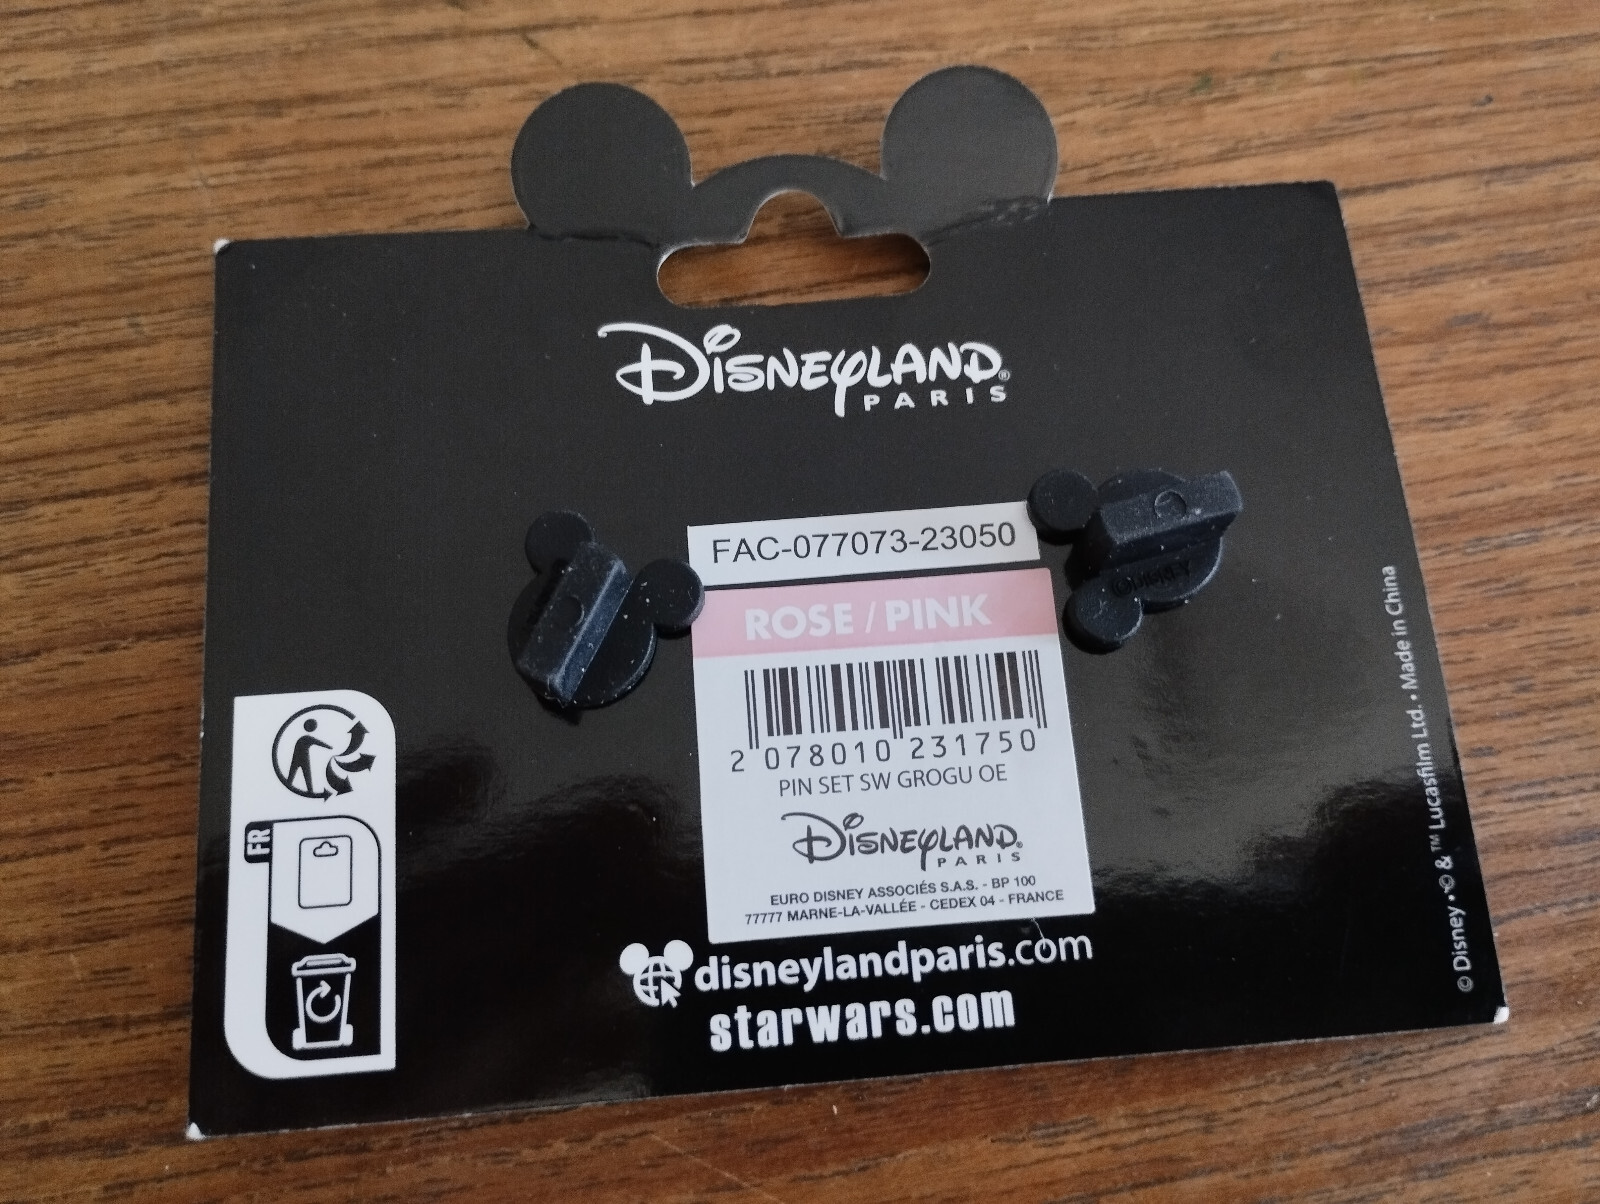 DISNEYLAND®
PARIS
FAC-077073-23050
ROSE / PINK
2 078010 231750
PIN SET SW GROGU OE
DISNEYLAND®
PARIS
EURO DISNEY ASSOCIÉS S.A.S. - BP 100
77777 MARNE-LA-VALLÉE - CEDEX 04 - FRANCE
disneylandparis.com
starwars.com
FR
© Disney • © & ™ Lucasfilm Ltd. • Made in China
©Disney